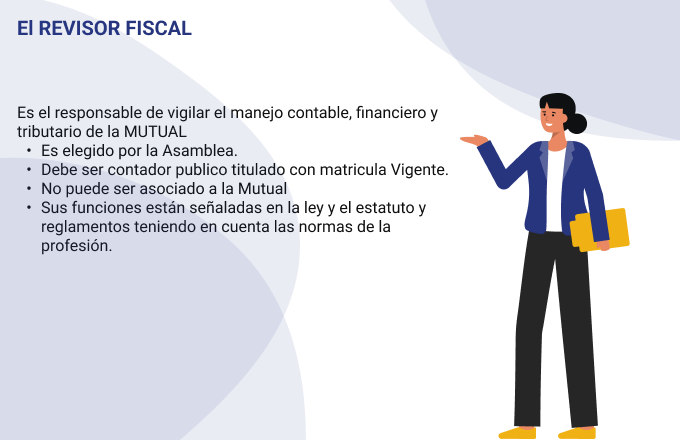 El REVISOR FISCAL
Es el responsable de vigilar el manejo contable, financiero y
tributario de la MUTUAL
• Es elegido por la Asamblea.
• Debe ser contador publico titulado con matricula Vigente.
• No puede ser asociado a la Mutual
• Sus funciones están señaladas en la ley y el estatuto y
reglamentos teniendo en cuenta las normas de la
profesión.